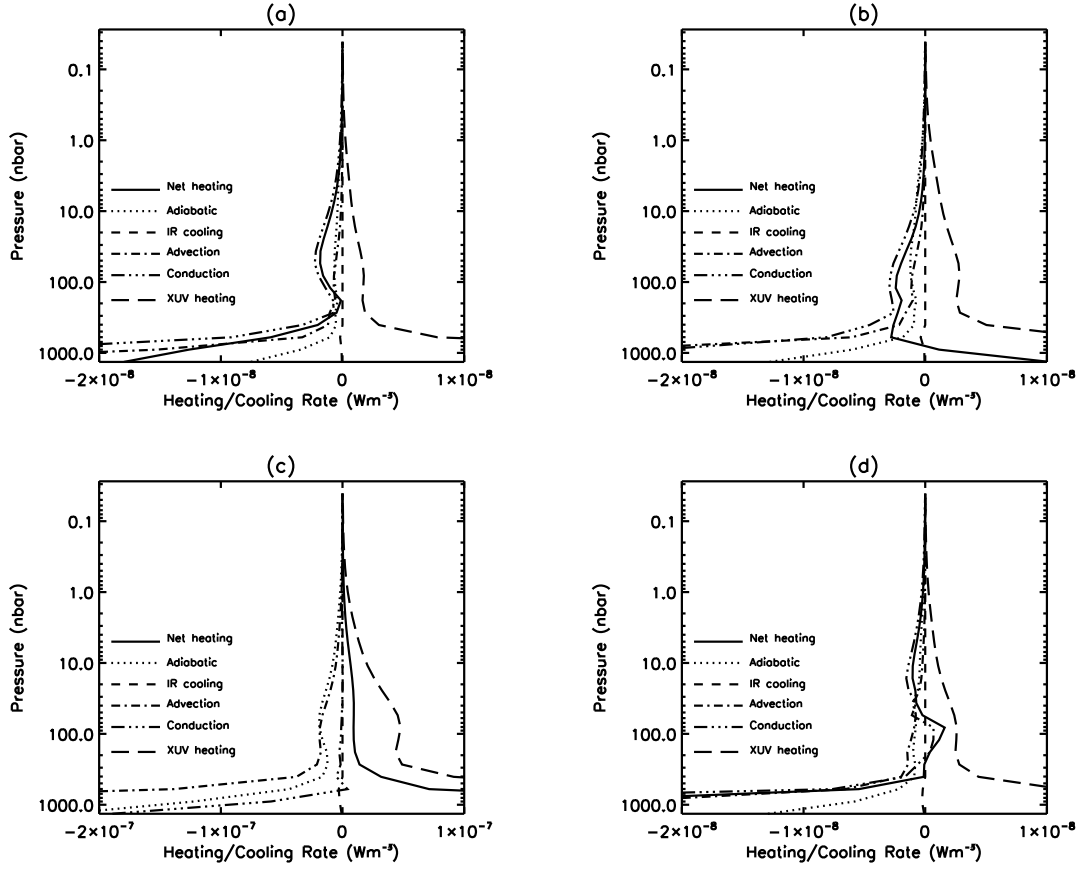 (a)
Pressure (nbar)
0.1
1.0
10.0
100.0
1000.0
Net heating
Adiabatic
IR cooling
Advection
Conduction
XUV heating
−2×10⁻⁸ −1×10⁻⁸ 0 1×10⁻⁸
Heating/Cooling Rate (Wm⁻³)
(b)
Pressure (nbar)
0.1
1.0
10.0
100.0
1000.0
Net heating
Adiabatic
IR cooling
Advection
Conduction
XUV heating
−2×10⁻⁸ −1×10⁻⁸ 0 1×10⁻⁸
Heating/Cooling Rate (Wm⁻³)
(c)
Pressure (nbar)
0.1
1.0
10.0
100.0
1000.0
Net heating
Adiabatic
IR cooling
Advection
Conduction
XUV heating
−2×10⁻⁷ −1×10⁻⁷ 0 1×10⁻⁷
Heating/Cooling Rate (Wm⁻³)
(d)
Pressure (nbar)
0.1
1.0
10.0
100.0
1000.0
Net heating
Adiabatic
IR cooling
Advection
Conduction
XUV heating
−2×10⁻⁸ −1×10⁻⁸ 0 1×10⁻⁸
Heating/Cooling Rate (Wm⁻³)